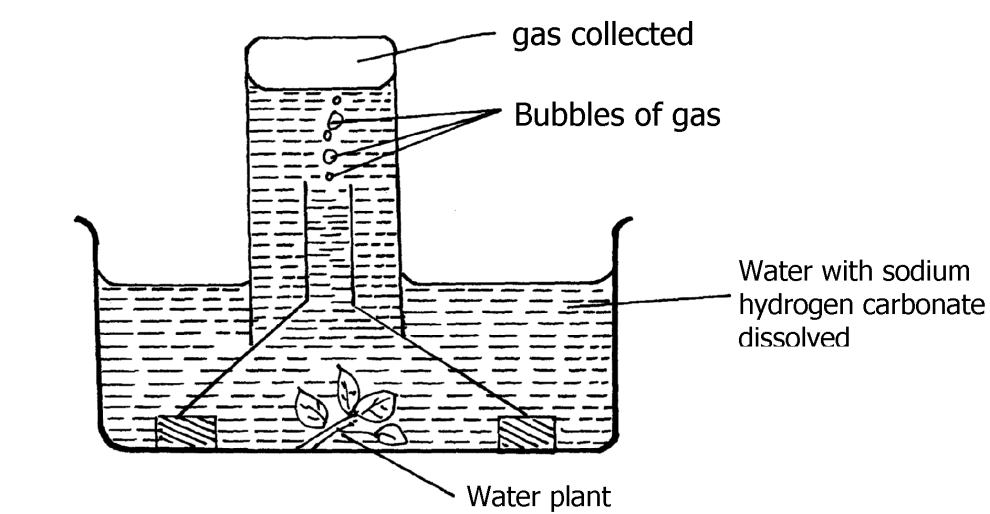 gas collected
Bubbles of gas
Water with sodium
hydrogen carbonate
dissolved
Water plant